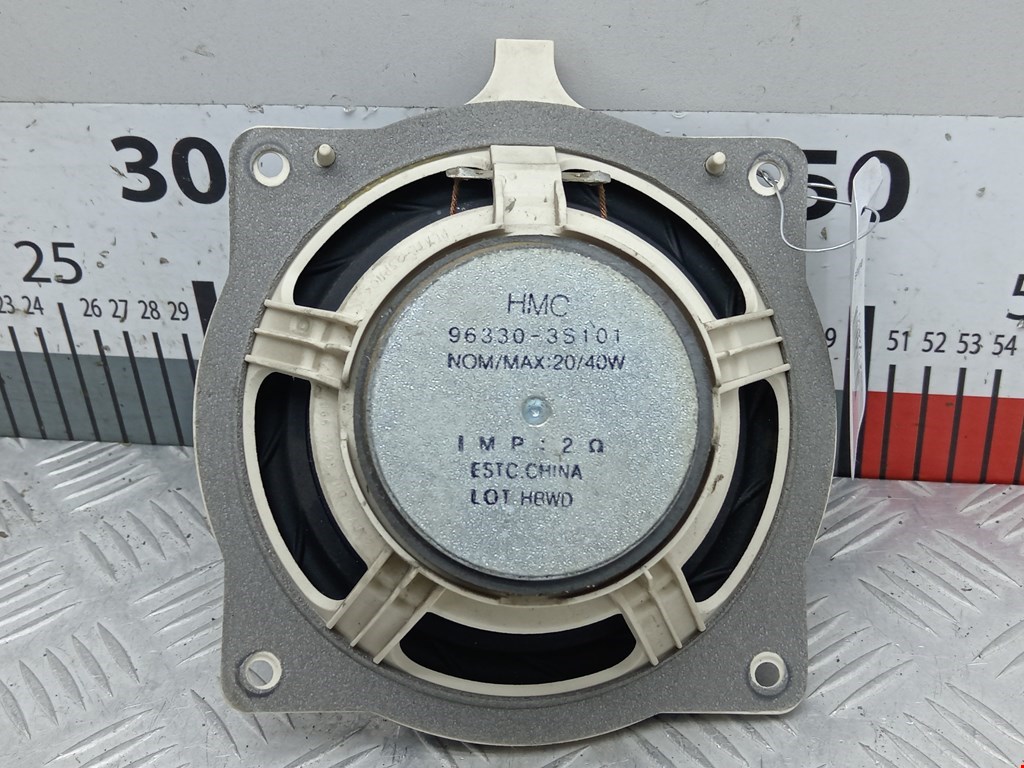 HMC
96330-3S101
NOM/MAX:20/40W
IMP:2Ω
ESTC.CHINA
LOT.HBWD
30
25
23 24 26 27 28 29
50
51 52 53 54